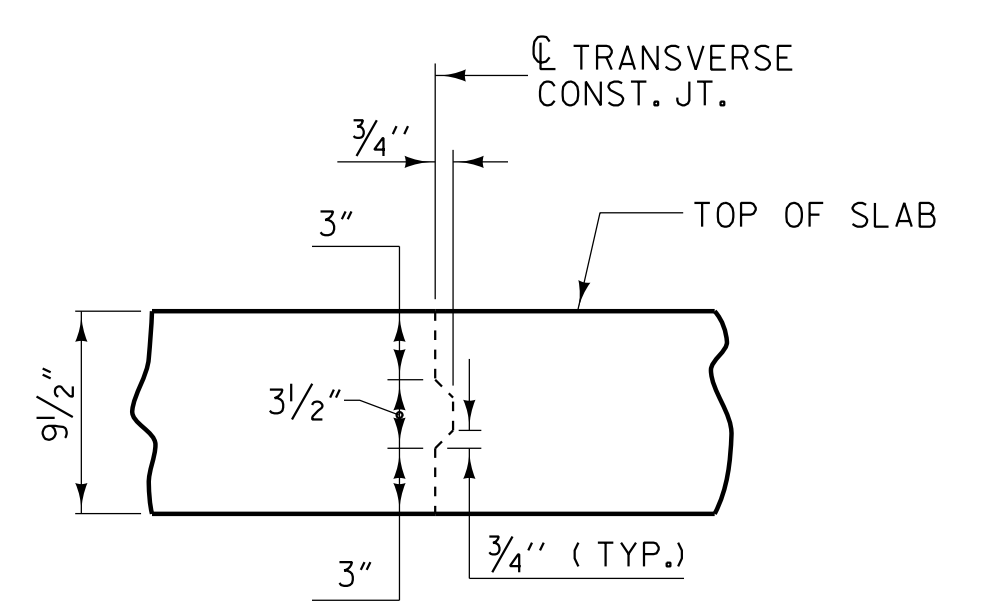 ℄ TRANSVERSE
CONST. JT.
3/4''
3"
TOP OF SLAB
9 1/2"
3 1/2"
3/4'' (TYP.)
3"